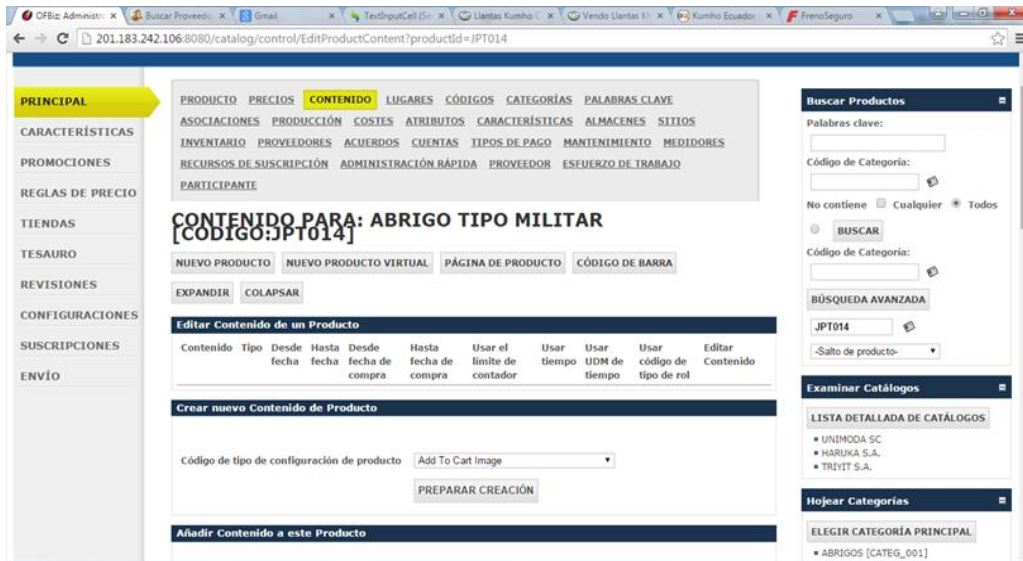 OFBiz: Administra
Buscar Proveedo
Gmail
TextInputCell (Se
Llantas Kumho C
Vendo Llantas K
Kumho Ecuador
FrenoSeguro
201.183.242.106:8080/catalog/control/EditProductContent?productId=JPT014
PRINCIPAL
CARACTERÍSTICAS
PROMOCIONES
REGLAS DE PRECIO
TIENDAS
TESAURO
REVISIONES
CONFIGURACIONES
SUSCRIPCIONES
ENVÍO
PRODUCTO PRECIOS CONTENIDO LUGARES CÓDIGOS CATEGORÍAS PALABRAS CLAVE
ASOCIACIONES PRODUCCIÓN COSTES ATRIBUTOS CARACTERÍSTICAS ALMACENES SITIOS
INVENTARIO PROVEEDORES ACUERDOS CUENTAS TIPOS DE PAGO MANTENIMIENTO MEDIDORES
RECURSOS DE SUSCRIPCIÓN ADMINISTRACIÓN RÁPIDA PROVEEDOR ESFUERZO DE TRABAJO
PARTICIPANTE
CONTENIDO PARA: ABRIGO TIPO MILITAR
[CÓDIGO:JPT014]
NUEVO PRODUCTO NUEVO PRODUCTO VIRTUAL PÁGINA DE PRODUCTO CÓDIGO DE BARRA
EXPANDIR COLAPSAR
Editar Contenido de un Producto
Contenido Tipo Desde Hasta Desde Hasta Usar el Usar Usar Usar Editar
fecha fecha fecha de fecha de límite de tiempo UDM de código de Contenido
compra compra contador tiempo tipo de rol
Crear nuevo Contenido de Producto
Código de tipo de configuración de producto Add To Cart Image
PREPARAR CREACIÓN
Añadir Contenido a este Producto
Buscar Productos
Palabras clave:
Código de Categoría:
No contiene Cualquier Todos
BUSCAR
Código de Categoría:
BÚSQUEDA AVANZADA
JPT014
-Salto de producto-
Examinar Catálogos
LISTA DETALLADA DE CATÁLOGOS
UNIMODA SC
HARUKA S.A.
TRIYIT S.A.
Hojear Categorías
ELEGIR CATEGORÍA PRINCIPAL
ABRIGOS [CATEG_001]